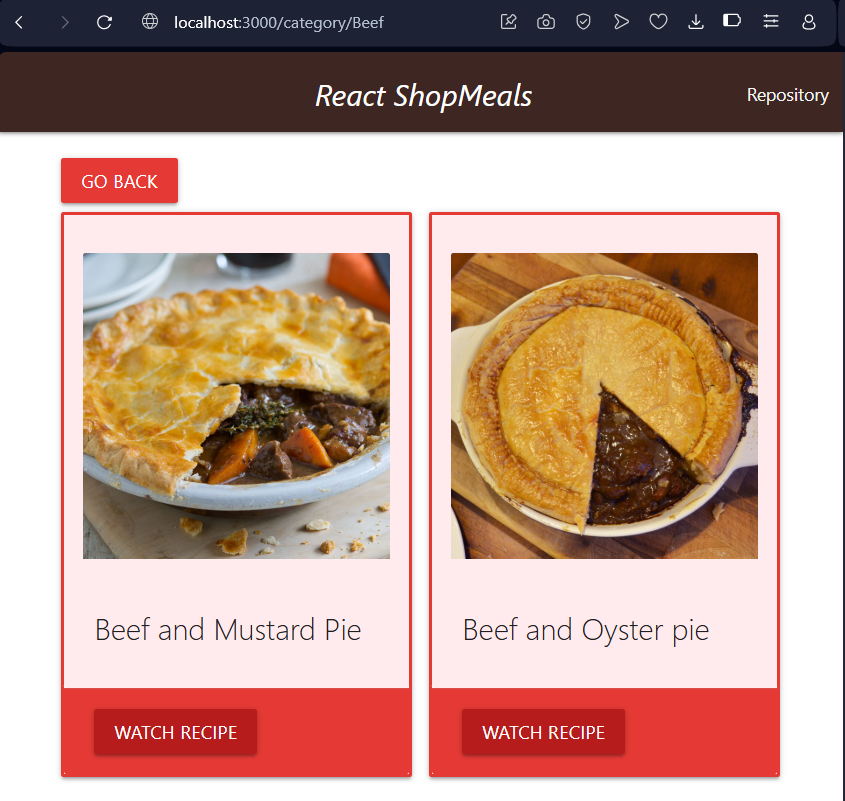 localhost:3000/category/Beef
React ShopMeals
Repository
GO BACK
Beef and Mustard Pie
Beef and Oyster pie
WATCH RECIPE
WATCH RECIPE